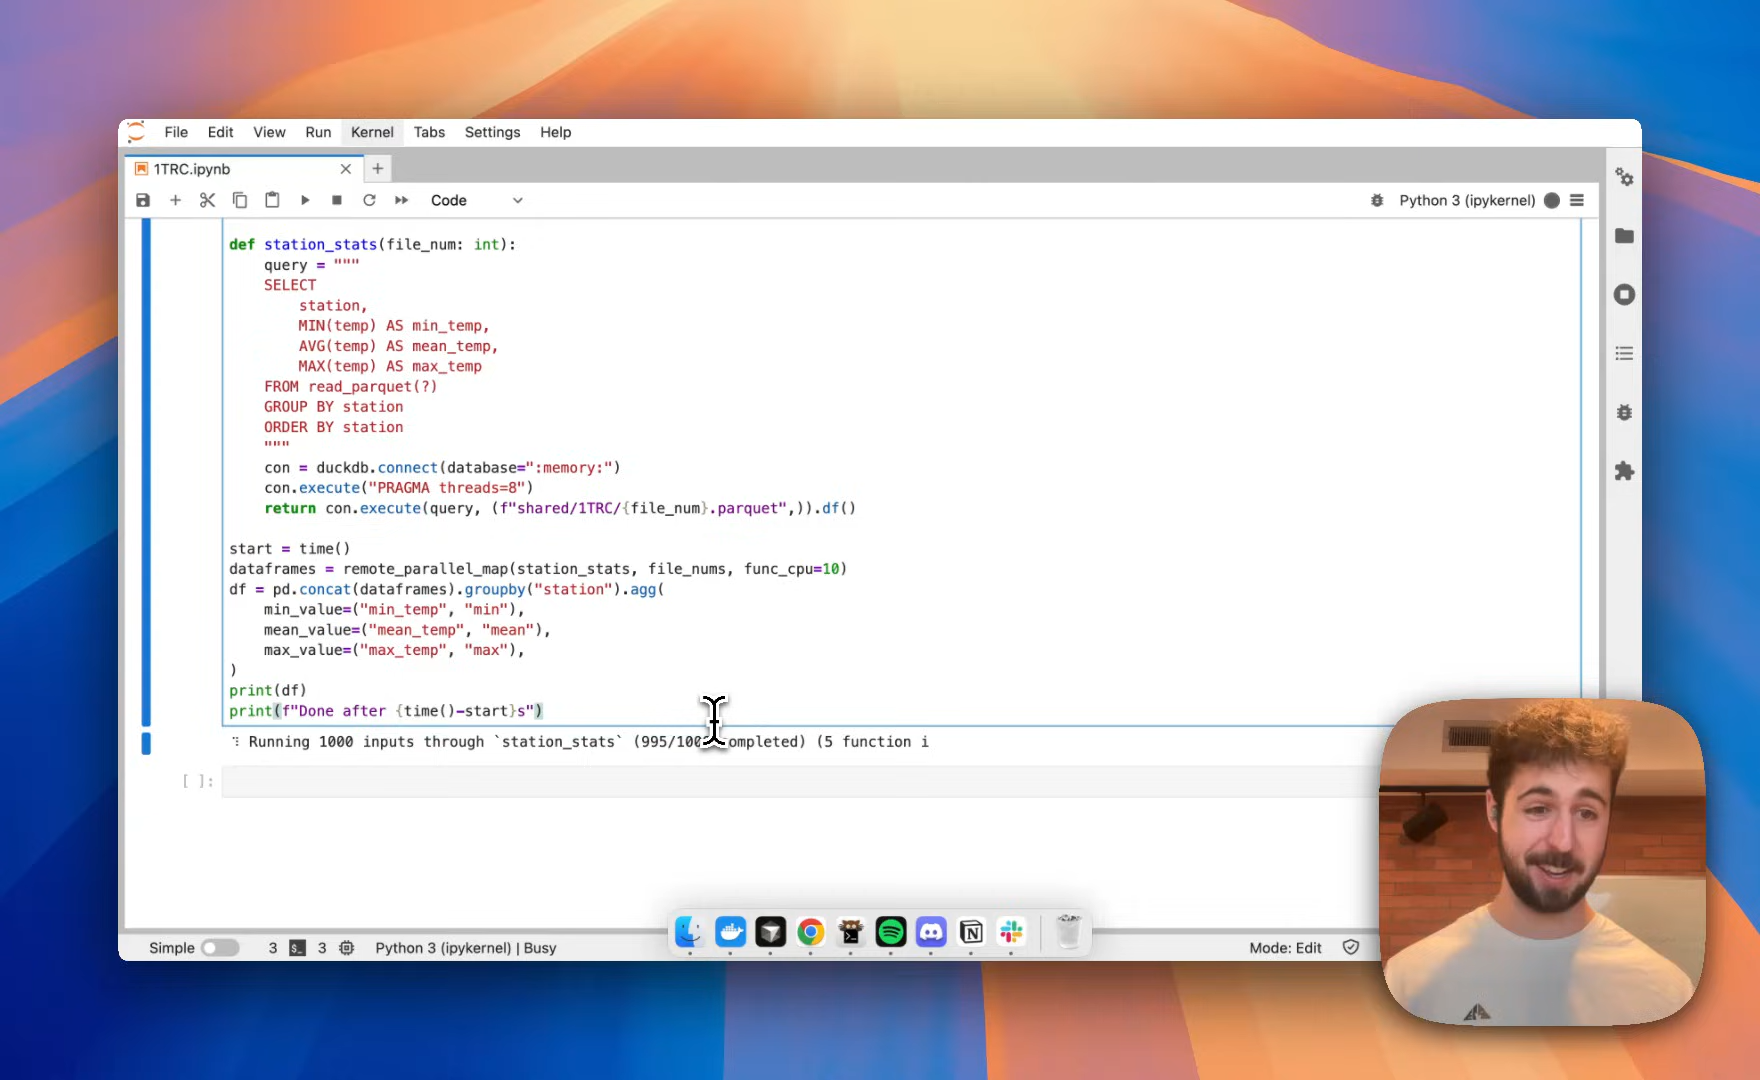 File Edit View Run Kernel Tabs Settings Help
1TRC.ipynb
Code
Python 3 (ipykernel)
def station_stats(file_num: int):
    query = """
    SELECT
        station,
        MIN(temp) AS min_temp,
        AVG(temp) AS mean_temp,
        MAX(temp) AS max_temp
    FROM read_parquet(?)
    GROUP BY station
    ORDER BY station
    """
    con = duckdb.connect(database=":memory:")
    con.execute("PRAGMA threads=8")
    return con.execute(query, (f"shared/1TRC/{file_num}.parquet",)).df()
start = time()
dataframes = remote_parallel_map(station_stats, file_nums, func_cpu=10)
df = pd.concat(dataframes).groupby("station").agg(
    min_value=("min_temp", "min"),
    mean_value=("mean_temp", "mean"),
    max_value=("max_temp", "max"),
)
print(df)
print(f"Done after {time()-start}s")
Running 1000 inputs through `station_stats` (995/100 completed) (5 function i
[ ]:
Simple 3 3 Python 3 (ipykernel) | Busy Mode: Edit